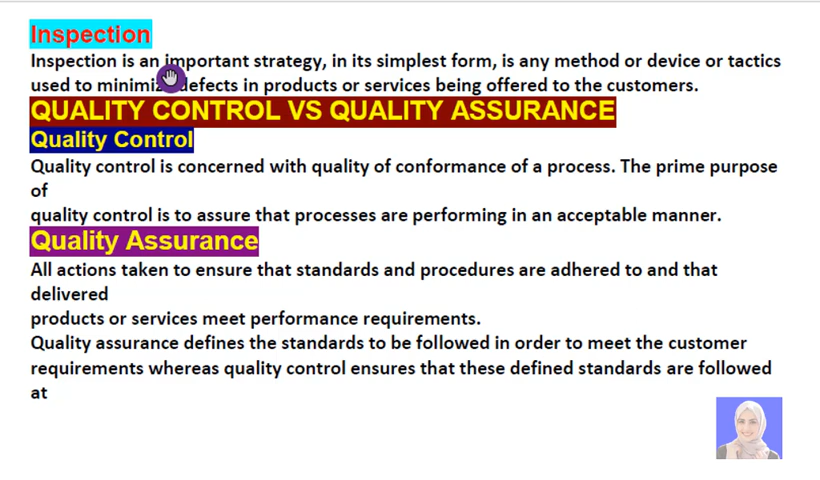 Inspection
Inspection is an important strategy, in its simplest form, is any method or device or tactics
used to minimize defects in products or services being offered to the customers.
QUALITY CONTROL VS QUALITY ASSURANCE
Quality Control
Quality control is concerned with quality of conformance of a process. The prime purpose
of
quality control is to assure that processes are performing in an acceptable manner.
Quality Assurance
All actions taken to ensure that standards and procedures are adhered to and that
delivered
products or services meet performance requirements.
Quality assurance defines the standards to be followed in order to meet the customer
requirements whereas quality control ensures that these defined standards are followed
at